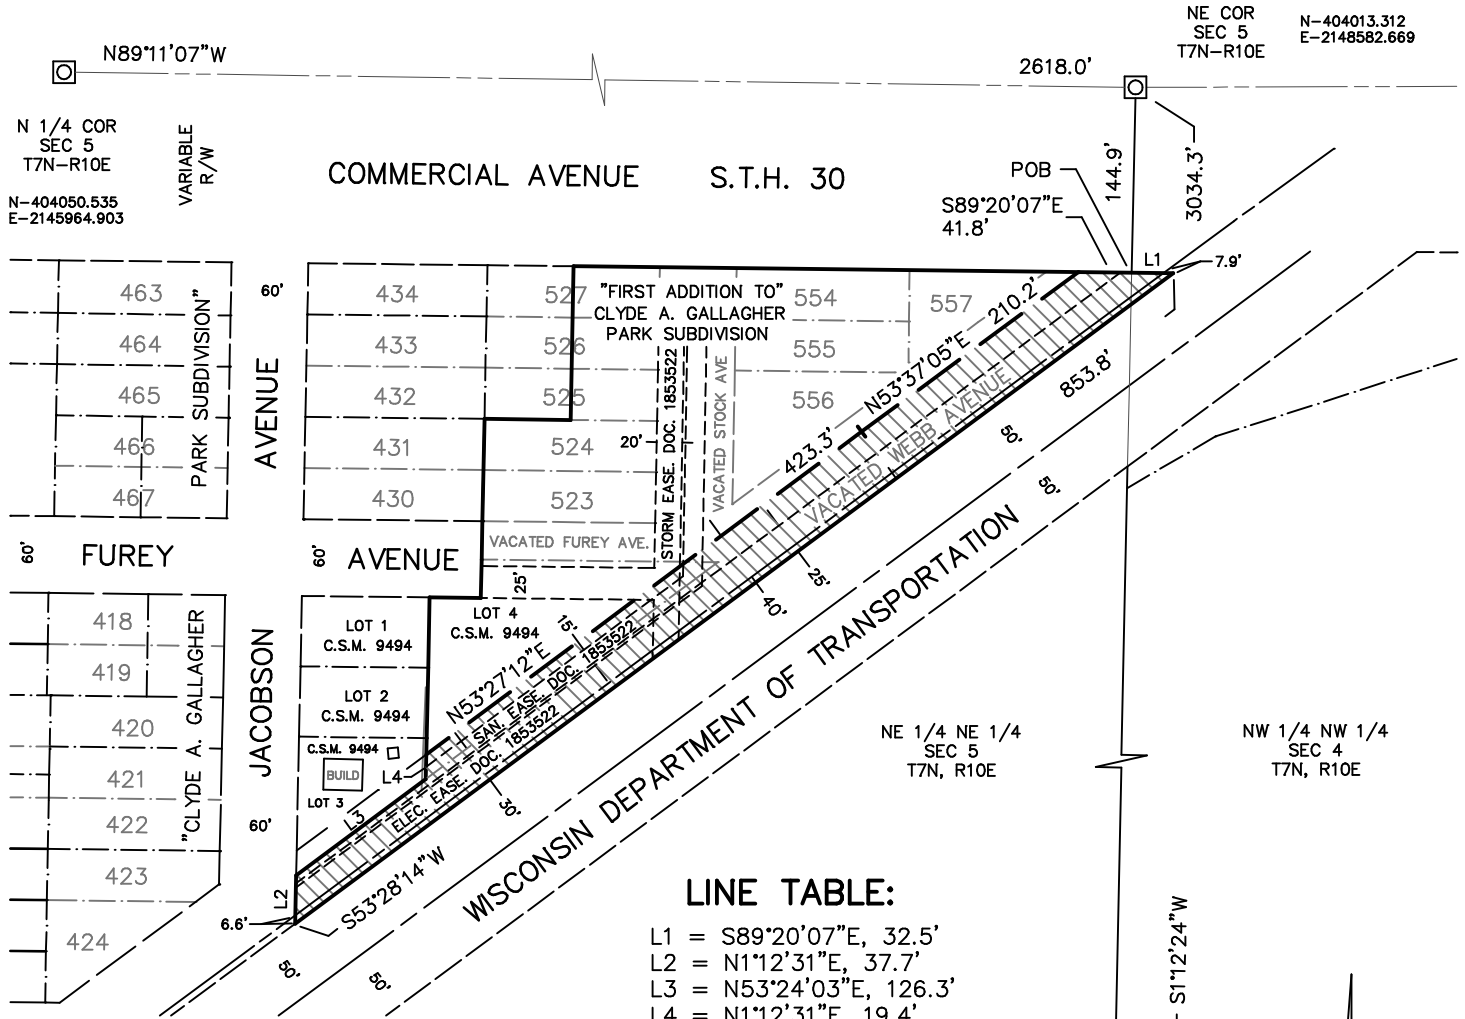 NE COR
SEC 5
T7N-R10E
N-404013.312
E-2148582.669
N89°11'07"W
2618.0'
N 1/4 COR
SEC 5
T7N-R10E
N-404050.535
E-2145964.903
VARIABLE
R/W
COMMERCIAL AVENUE S.T.H. 30
POB
144.9'
3034.3'
S89°20'07"E
41.8'
L1
7.9'
463
464
465
466
467
PARK SUBDIVISION"
60'
AVENUE
434
433
432
431
430
527
526
525
524
523
"FIRST ADDITION TO"
CLYDE A. GALLAGHER
PARK SUBDIVISION
554
555
556
557
20'
STORM EASE. DOC. 1853522
VACATED STOCK AVE
N53°37'05"E 210.2'
423.3'
VACATED WEBB AVENUE
853.8'
50'
50'
60'
FUREY
60'
AVENUE
VACATED FUREY AVE.
25'
25'
40'
418
419
420
421
422
423
424
"CLYDE A. GALLAGHER
JACOBSON
60'
LOT 1
C.S.M. 9494
LOT 2
C.S.M. 9494
C.S.M. 9494
BUILD
LOT 3
LOT 4
C.S.M. 9494
15'
N53°27'12"E
SAN. EASE. DOC. 1853522
ELEC. EASE. DOC. 1853522
L4
L3
L2
30'
6.6'
S53°28'14"W
50'
50'
WISCONSIN DEPARTMENT OF TRANSPORTATION
NE 1/4 NE 1/4
SEC 5
T7N, R10E
NW 1/4 NW 1/4
SEC 4
T7N, R10E
S1°12'24"W
LINE TABLE:
L1 = S89°20'07"E, 32.5'
L2 = N1°12'31"E, 37.7'
L3 = N53°24'03"E, 126.3'
L4 = N1°12'31"E, 19.4'